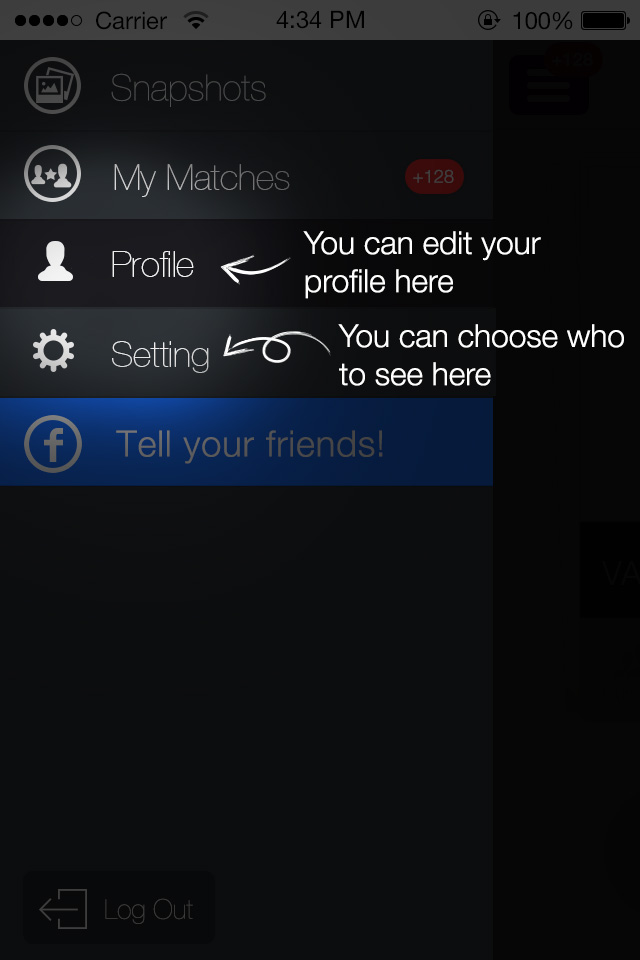 Carrier 4:34 PM 100%
Snapshots
+128
My Matches +128
Profile
You can edit your
profile here
Setting
You can choose who
to see here
Tell your friends!
VA
Log Out